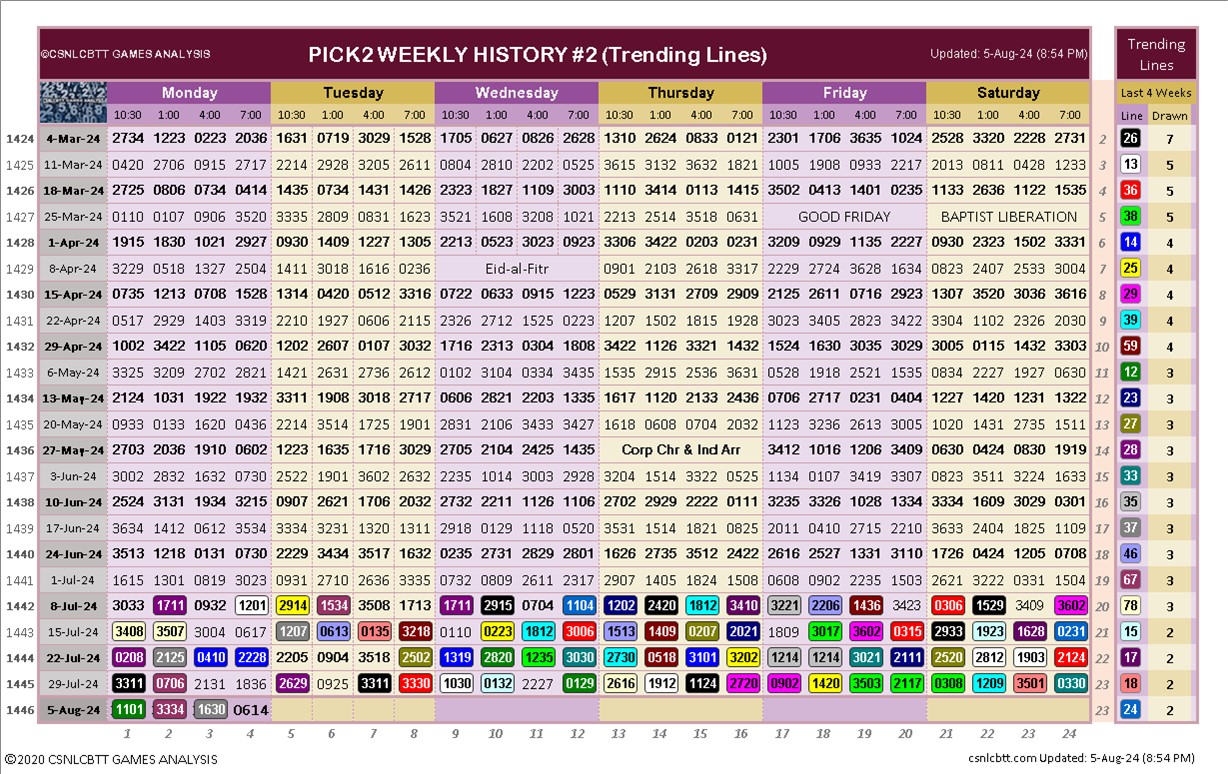 ©CSNLCBTT GAMES ANALYSIS PICK2 WEEKLY HISTORY #2 (Trending Lines) Updated: 5-Aug-24 (8:54 PM) Trending Lines
Monday Tuesday Wednesday Thursday Friday Saturday Last 4 Weeks
10:30 1:00 4:00 7:00 10:30 1:00 4:00 7:00 10:30 1:00 4:00 7:00 10:30 1:00 4:00 7:00 10:30 1:00 4:00 7:00 10:30 1:00 4:00 7:00 Line Drawn
1424 4-Mar-24 2734 1223 0223 2036 1631 0719 3029 1528 1705 0627 0826 2628 1310 2624 0833 0121 2301 1706 3635 1024 2528 3320 2228 2731 2 26 7
1425 11-Mar-24 0420 2706 0915 2717 2214 2928 3205 2611 0804 2810 2202 0525 3615 3132 3632 1821 1005 1908 0533 2217 2013 0811 0428 1233 3 13 5
1426 18-Mar-24 2725 0806 0734 0414 1435 0734 1431 1426 2323 1827 1109 3003 1110 3414 0113 1415 3502 0413 1401 0235 1133 2636 1122 1535 4 36 5
1427 25-Mar-24 0110 0107 0906 3520 3335 2809 0831 1623 3521 1608 3208 1021 2213 2514 3518 0631 GOOD FRIDAY BAPTIST LIBERATION 5 38 5
1428 1-Apr-24 1915 1830 1021 2927 0930 1409 1227 1305 2213 0523 3023 0923 3306 3422 0203 0231 3209 0929 1135 2227 0930 2323 1502 3331 6 14 4
1429 8-Apr-24 3229 0518 1327 2504 1411 3018 1616 0236 Eid-al-Fitr 0901 2103 2618 3317 2229 2724 3628 1634 0823 2407 2533 3004 7 25 4
1430 15-Apr-24 0735 1213 0708 1528 1314 0420 0512 3315 0722 0632 0915 1223 0529 3131 2709 2909 2125 2611 0716 2923 1307 3520 3036 3616 8 29 4
1431 22-Apr-24 0517 2929 1403 3319 2210 1927 0606 2115 2326 2712 1525 0223 1207 1502 1815 1928 3023 3405 2823 3422 3304 1102 2326 2030 9 39 4
1432 29-Apr-24 1002 3422 1105 0620 1202 2607 0107 3032 1716 2313 0304 1808 3422 1126 3321 1432 1524 1630 3035 3029 3005 0115 1432 3303 10 59 4
1433 6-May-24 3325 3209 2702 2821 1421 2631 2736 2612 0102 3104 0334 3435 1535 2915 2536 3631 0528 1918 2521 1535 0834 2227 1927 0630 11 12 3
1434 13-May-24 2124 1031 1922 1932 3311 1908 3018 2717 0606 2821 2203 1335 1617 1120 2133 2436 0706 2717 0231 0404 1227 1420 1231 1322 12 23 3
1435 20-May-24 0933 0133 1620 0436 2214 3514 1725 1901 2831 2106 3433 3427 1618 0608 0704 2032 1123 3236 2613 3005 1020 1431 2735 1511 13 27 3
1436 27-May-24 2703 2036 1910 0602 1223 1635 1716 3029 2705 2104 2425 1435 Corp Chr & Ind Arr 3412 1016 1206 3409 0630 0424 0830 1919 14 28 3
1437 3-Jun-24 3002 2832 1632 0730 2522 1901 3602 2633 2235 1014 3003 2928 3204 1514 3322 0525 1134 0107 3419 3307 0823 3511 3224 1633 15 33 3
1438 10-Jun-24 2524 3131 1934 3215 0907 2621 1706 2032 2732 2211 1126 1106 2702 2929 2222 0111 3235 3326 1028 1334 3334 1609 3029 0301 16 35 3
1439 17-Jun-24 3634 1412 0612 3534 3334 3231 1320 1311 2918 0129 1118 0520 3531 1514 1821 0825 2011 0410 2715 2210 3633 2404 1825 1109 17 37 3
1440 24-Jun-24 3513 1218 0131 0730 2229 3434 3517 1632 0235 2731 2829 2801 1626 2735 3512 2422 2616 2527 1331 3110 1726 0424 1205 0708 18 46 3
1441 1-Jul-24 1615 1301 0819 3023 0931 2710 2636 3335 0732 0809 2611 2317 2907 1405 1824 1508 0608 0902 2235 1503 2621 3222 0331 1504 19 67 3
1442 8-Jul-24 3033 1711 0932 1201 2914 1534 3508 1713 1711 2915 0704 1104 1202 2420 1812 3410 3221 2206 1436 3423 0306 1529 3409 3602 20 78 3
1443 15-Jul-24 3408 3507 3004 0617 1207 0613 0135 3218 0110 0223 1812 3006 1513 1409 0207 2021 1809 3017 3602 0315 2933 1923 1628 0231 21 15 2
1444 22-Jul-24 0208 2125 0410 2228 2205 0904 3518 2502 1319 2820 1235 3030 2730 0518 3101 3202 1214 1214 3021 2111 2520 2812 1903 2124 22 17 2
1445 29-Jul-24 3311 0706 2131 1836 2629 0925 3311 3330 1030 0132 2227 0129 2616 1912 1124 2720 0902 1420 3503 2117 0308 1209 3501 0330 23 18 2
1446 5-Aug-24 1101 3334 1630 0614 23 24 2
1 2 3 4 5 6 7 8 9 10 11 12 13 14 15 16 17 18 19 20 21 22 23 24
©2020 CSNLCBTT GAMES ANALYSIS csnlcbtt.com Updated: 5-Aug-24 (8:54 PM)